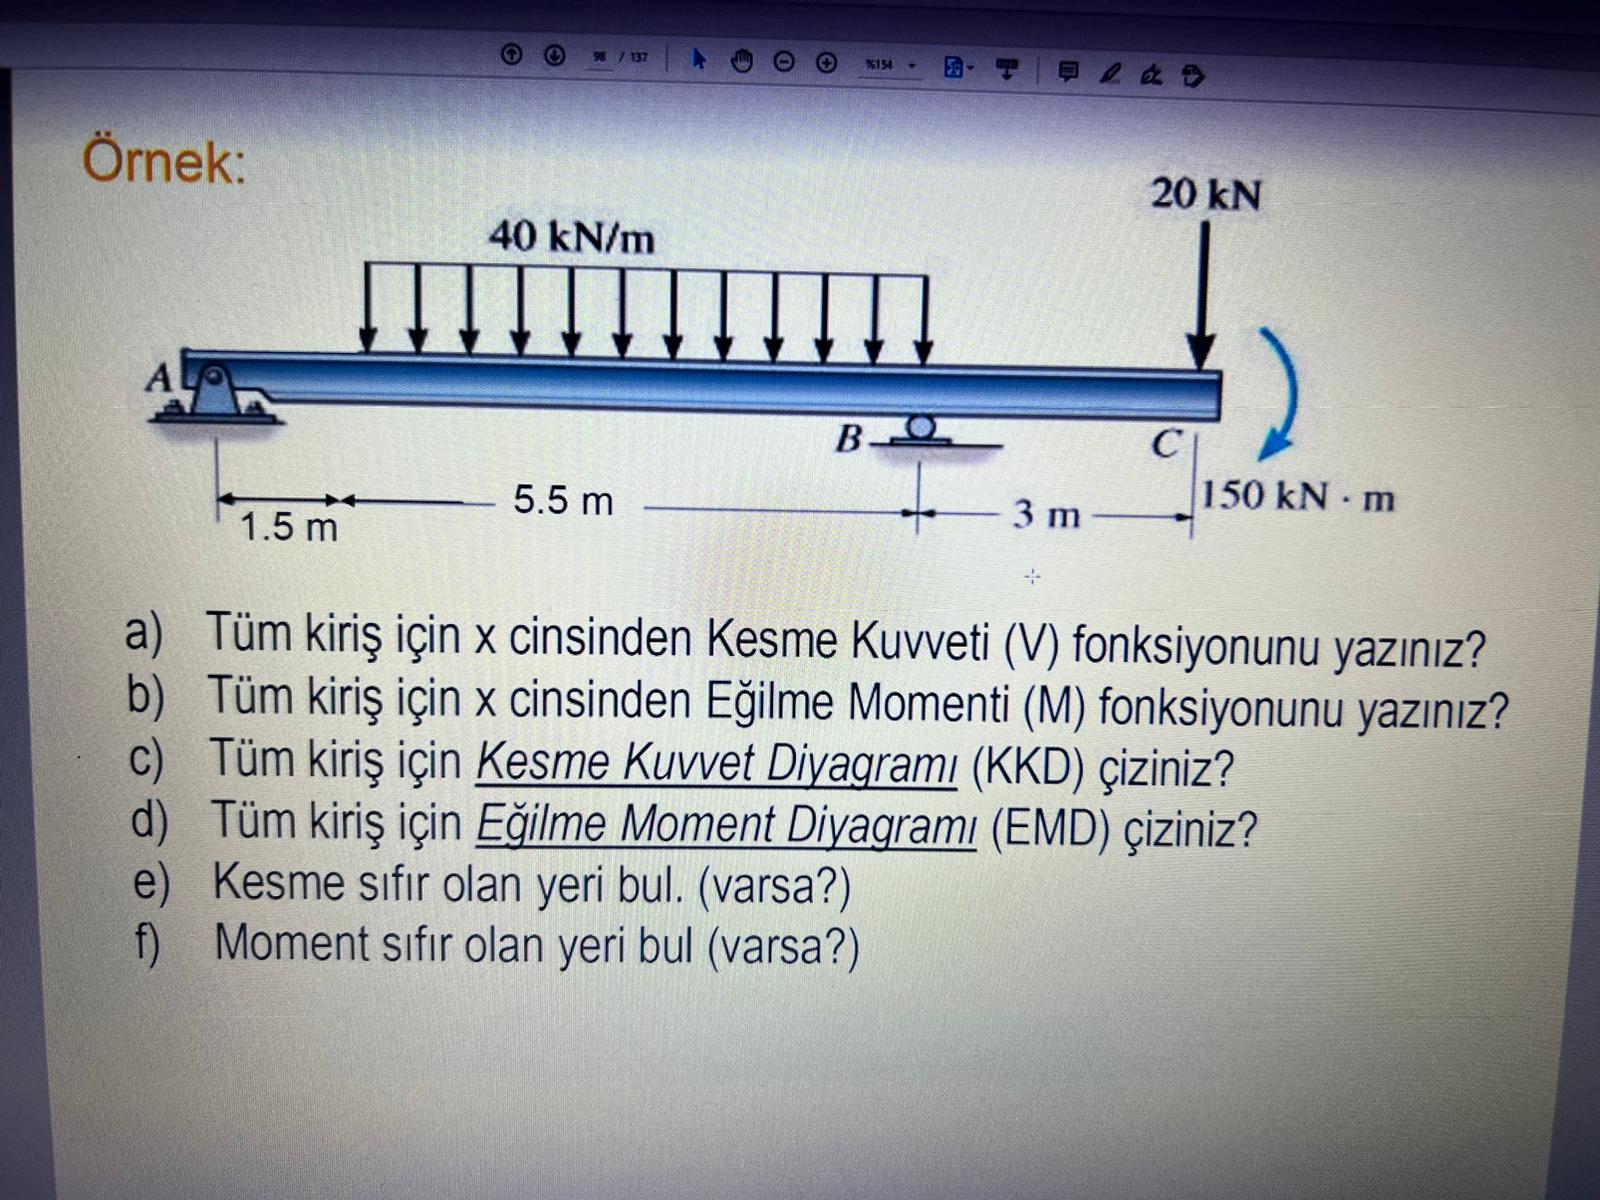 98 / 137 %154
Örnek:
20 kN
40 kN/m
A
B
C
5.5 m
150 kN · m
1.5 m
3 m
a) Tüm kiriş için x cinsinden Kesme Kuvveti (V) fonksiyonunu yazınız?
b) Tüm kiriş için x cinsinden Eğilme Momenti (M) fonksiyonunu yazınız?
c) Tüm kiriş için Kesme Kuvvet Diyagramı (KKD) çiziniz?
d) Tüm kiriş için Eğilme Moment Diyagramı (EMD) çiziniz?
e) Kesme sıfır olan yeri bul. (varsa?)
f) Moment sıfır olan yeri bul (varsa?)